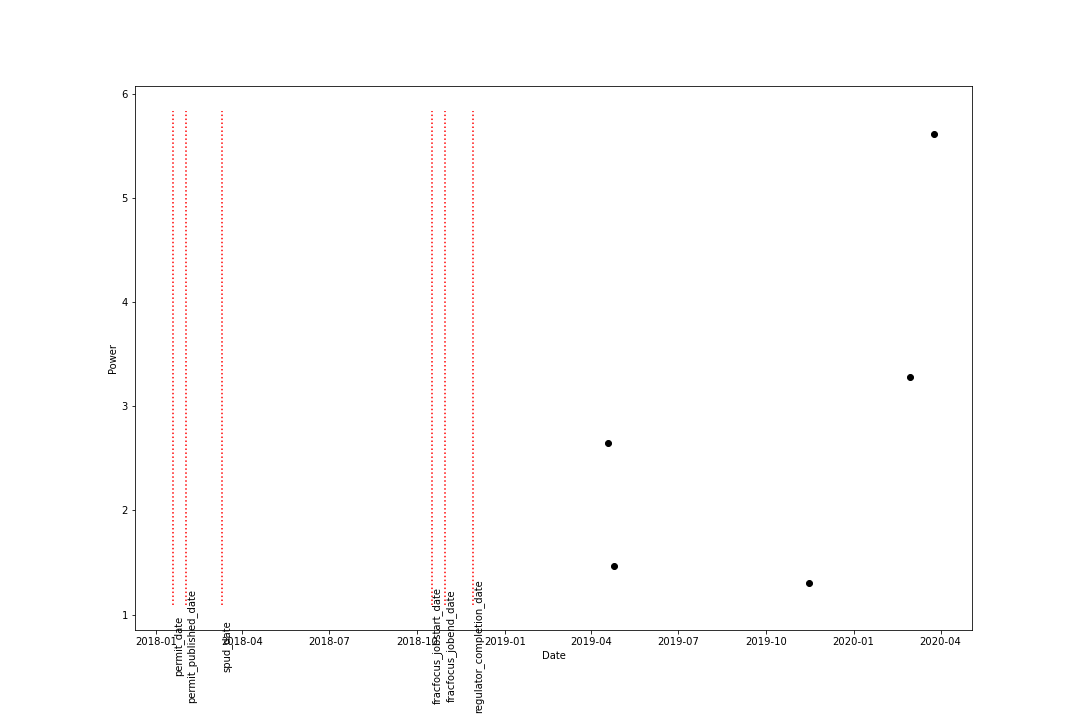 6
5
4
3
2
1
Power
2018-01
2018-04
2018-07
2018-10
2019-01
2019-04
2019-07
2019-10
2020-01
2020-04
Date
permit_date
permit_published_date
spud_date
fracfocus_jobstart_date
fracfocus_jobend_date
regulator_completion_date